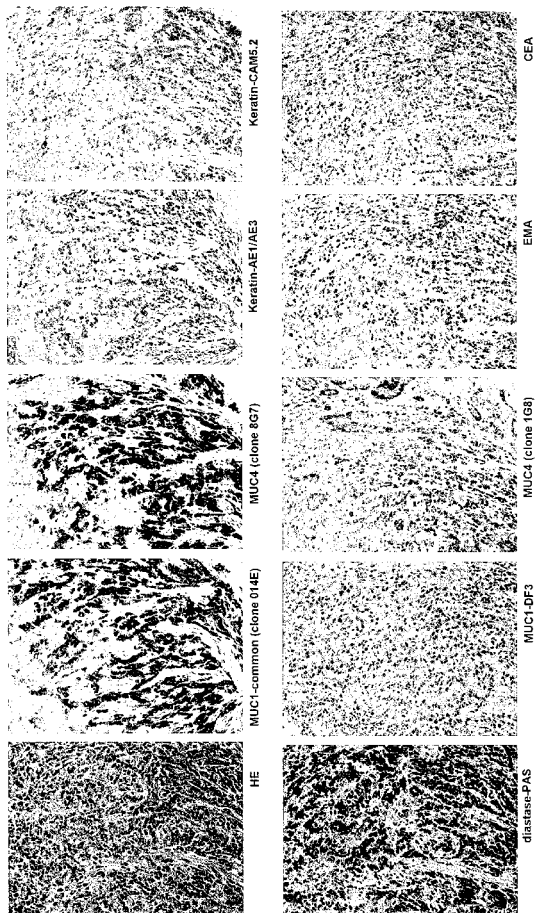 HE
MUC1-common (clone 014E)
MUC4 (clone 8G7)
Keratin-AE1/AE3
Keratin-CAM5.2
diastase-PAS
MUC1-DF3
MUC4 (clone 1G8)
EMA
CEA